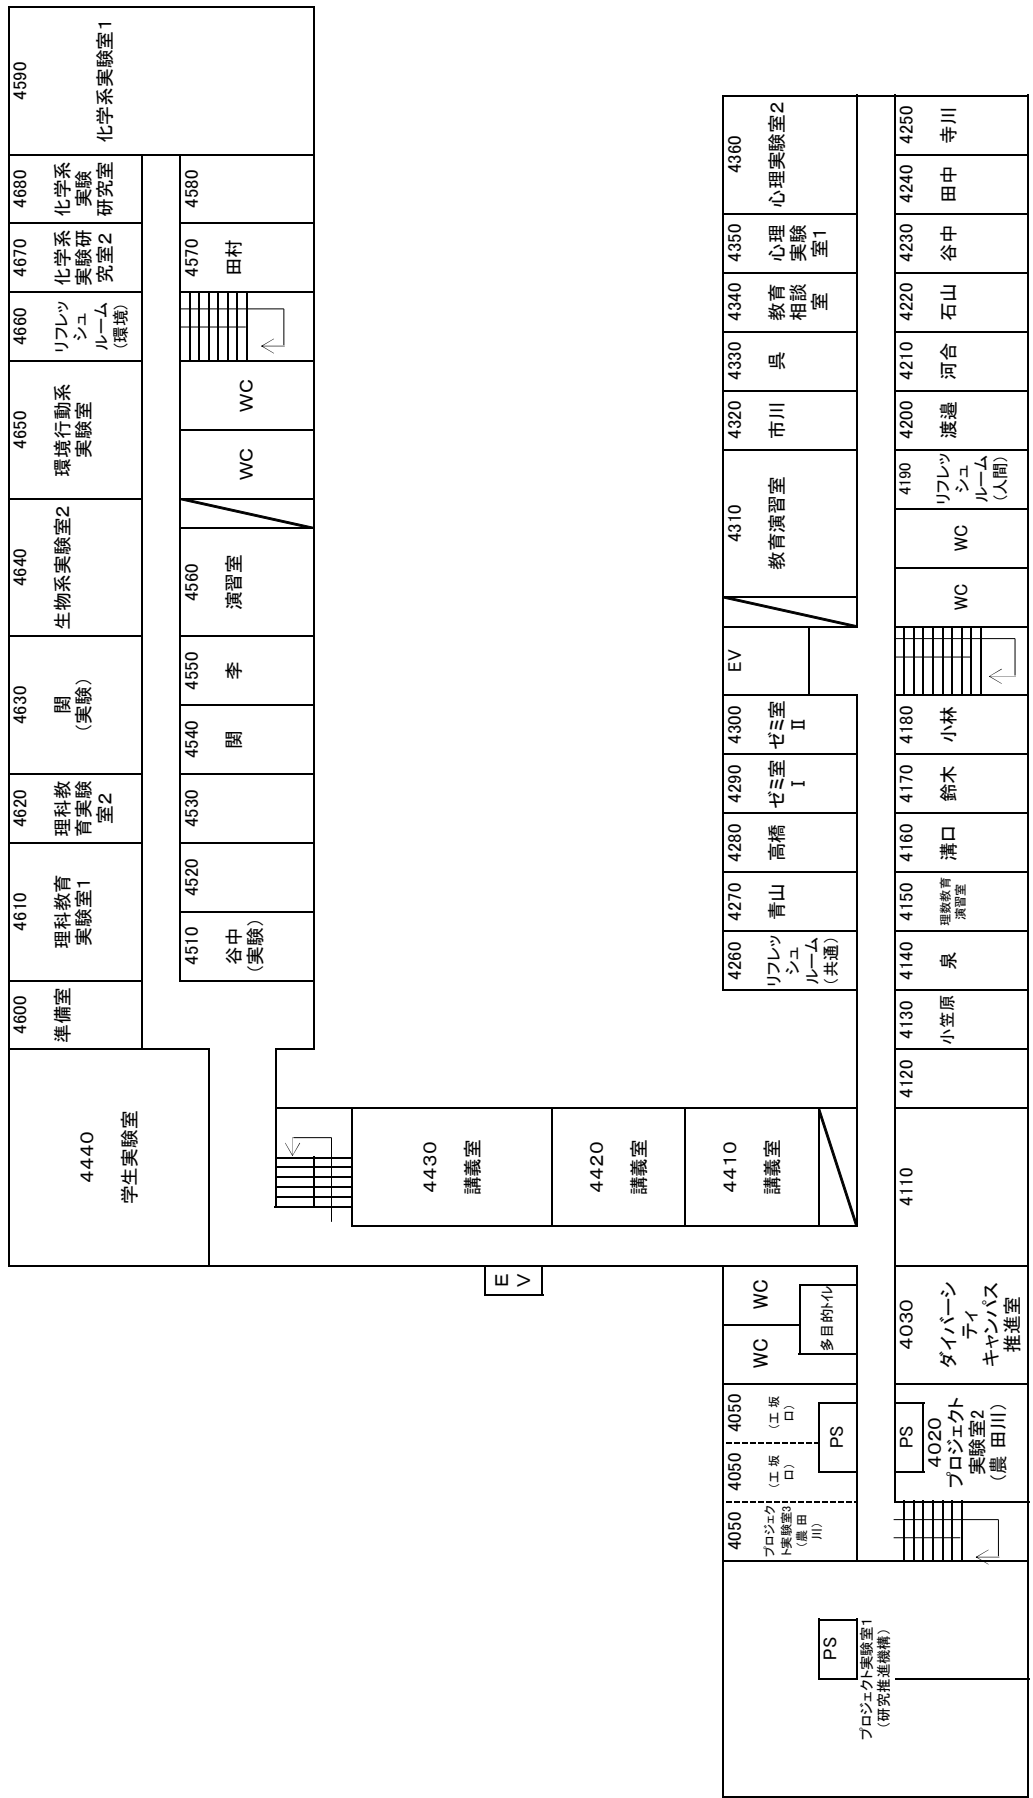 4590
化学系実験室1
4680
化学系
実験
研究室
4670
化学系
実験研
究室2
4660
リフレッ
シュ
ルーム
(環境)
4650
環境行動系
実験室
4640
生物系実験室2
4630
関
(実験)
4620
理科教
育実験
室2
4610
理科教育
実験室1
4600
準備室
4440
学生実験室
4580
4570
田村
WC
WC
4560
演習室
4550
李
4540
関
4530
4520
4510
谷中
(実験)
4430
講義室
4420
講義室
4410
講義室
E
V
4360
心理実験室2
4350
心理
実験
室1
4340
教育
相談
室
4330
呉
4320
市川
4310
教育演習室
EV
4300
ゼミ室
Ⅱ
4290
ゼミ室
Ⅰ
4280
高橋
4270
青山
4260
リフレッ
シュ
ルーム
(共通)
4250
寺川
4240
田中
4230
谷中
4220
石山
4210
河合
4200
渡邉
4190
リフレッ
シュ
ルーム
(人間)
WC
WC
4180
小林
4170
鈴木
4160
溝口
4150
理数教育
演習室
4140
泉
4130
小笠原
4120
4110
4030
ダイバーシ
ティ
キャンパス
推進室
PS
4020
プロジェクト
実験室2
(農 田川)
WC
WC
多目的トイレ
4050
(工 坂
口)
4050
(工 坂
口)
PS
4050
プロジェク
ト実験室3
(農 田
川)
PS
プロジェクト実験室1
(研究推進機構)